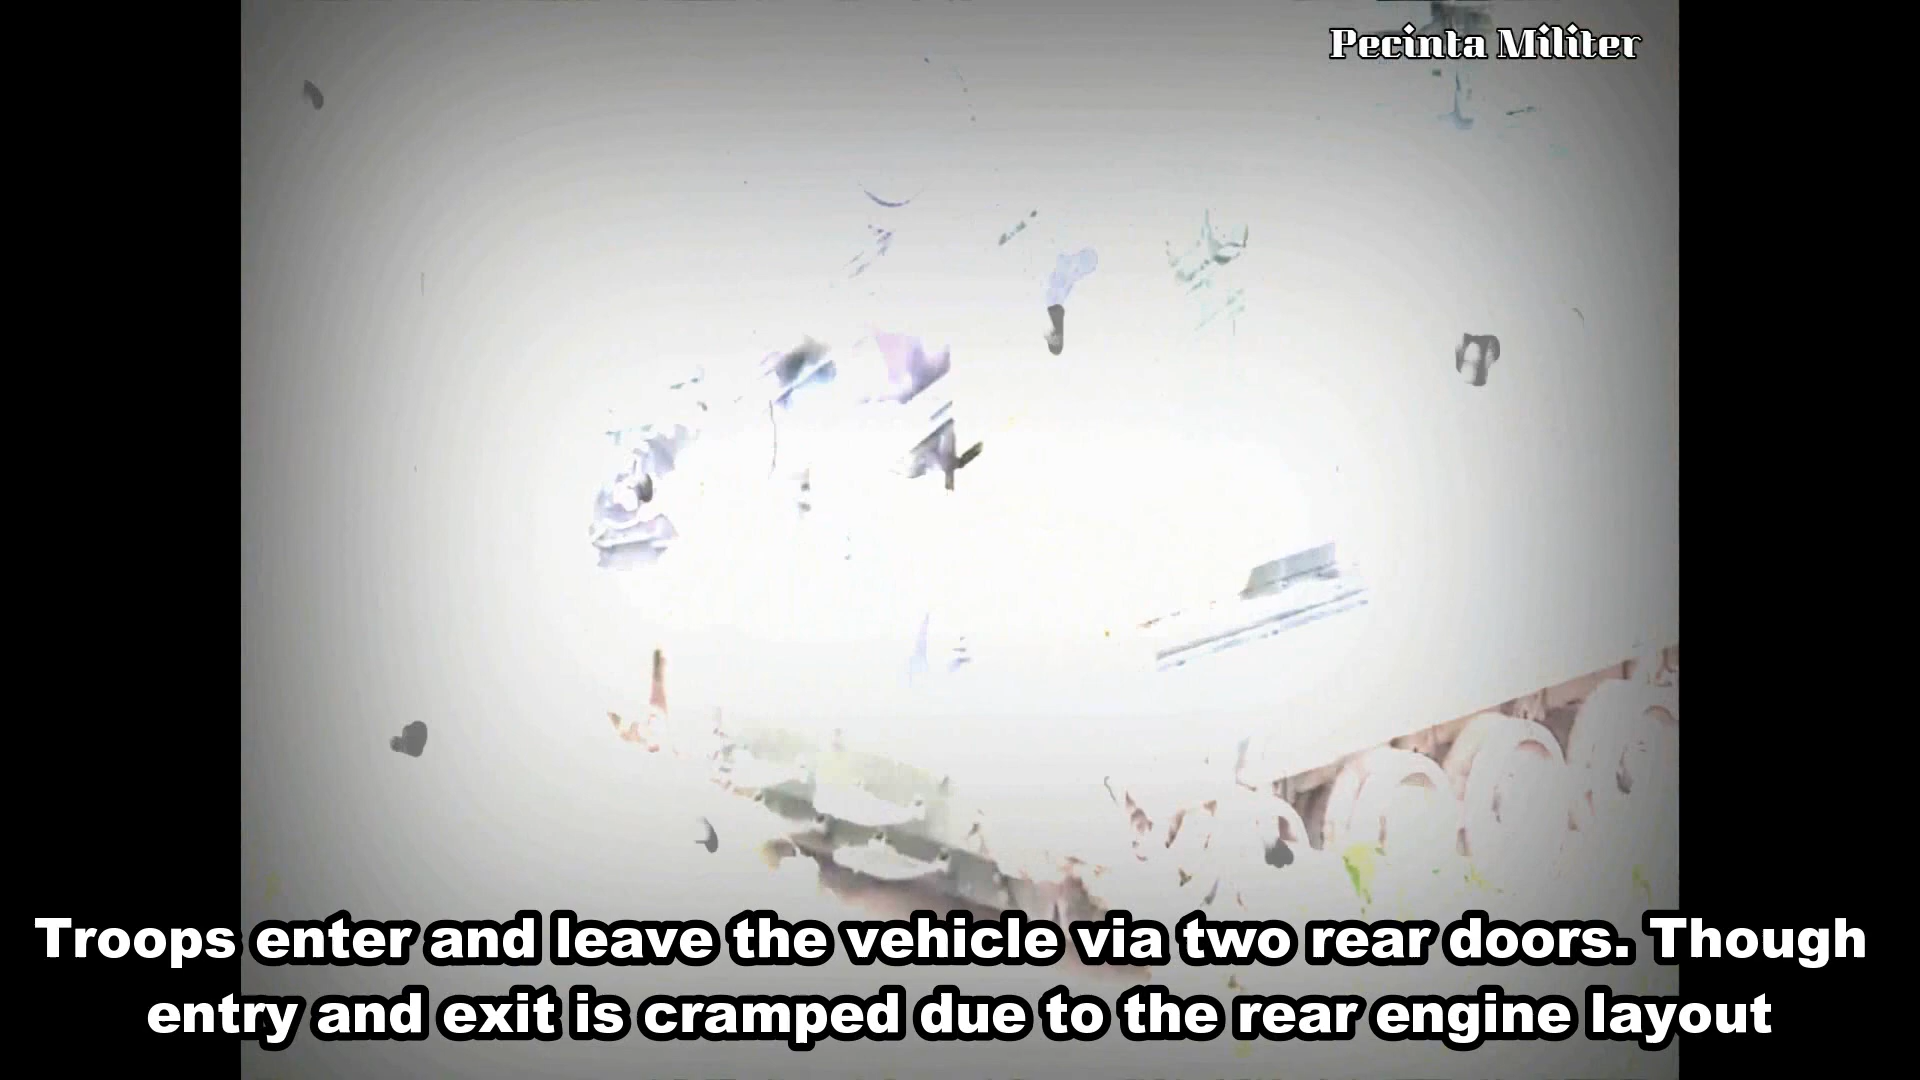 Pecinta Militer
Troops enter and leave the vehicle via two rear doors. Though
entry and exit is cramped due to the rear engine layout